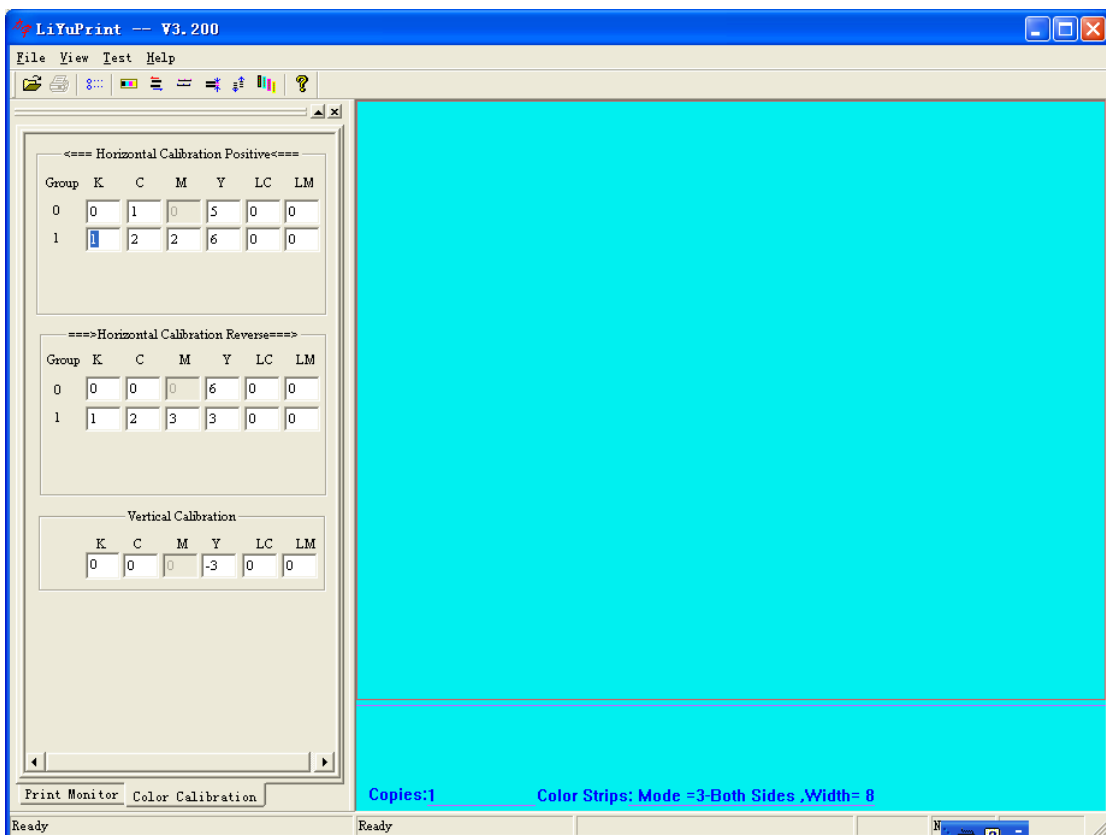 LiYuPrint -- V3.200
File View Test Help
<=== Horizontal Calibration Positive<===
Group K C M Y LC LM
0 0 1 0 5 0 0
1 1 2 2 6 0 0
===>Horizontal Calibration Reverse===>
Group K C M Y LC LM
0 0 0 0 6 0 0
1 1 2 3 3 0 0
Vertical Calibration
K C M Y LC LM
0 0 0 -3 0 0
Print Monitor Color Calibration
Copies:1 Color Strips: Mode =3-Both Sides ,Width= 8
Ready Ready